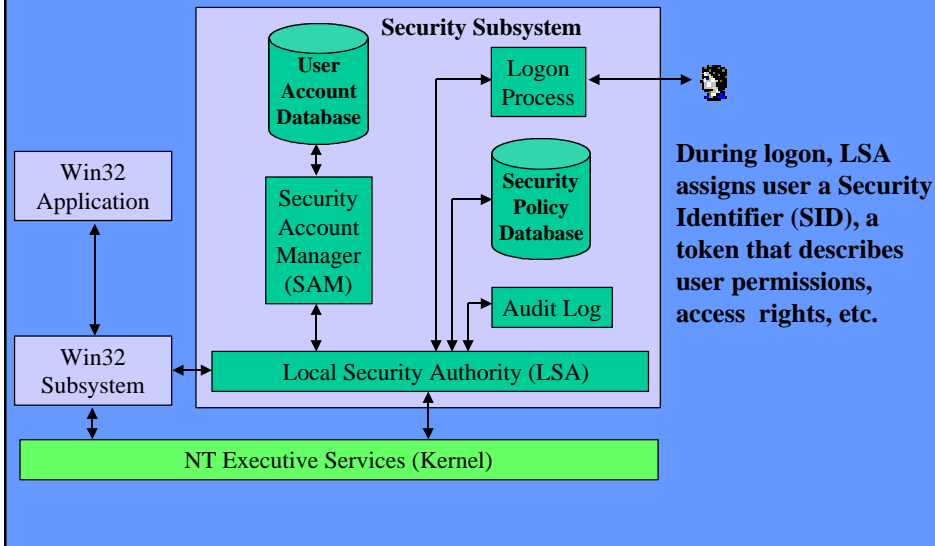 Security Subsystem
User
Account
Database
Logon
Process
Win32
Application
Security
Account
Manager
(SAM)
Security
Policy
Database
During logon, LSA
assigns user a Security
Identifier (SID), a
token that describes
user permissions,
access rights, etc.
Audit Log
Win32
Subsystem
Local Security Authority (LSA)
NT Executive Services (Kernel)